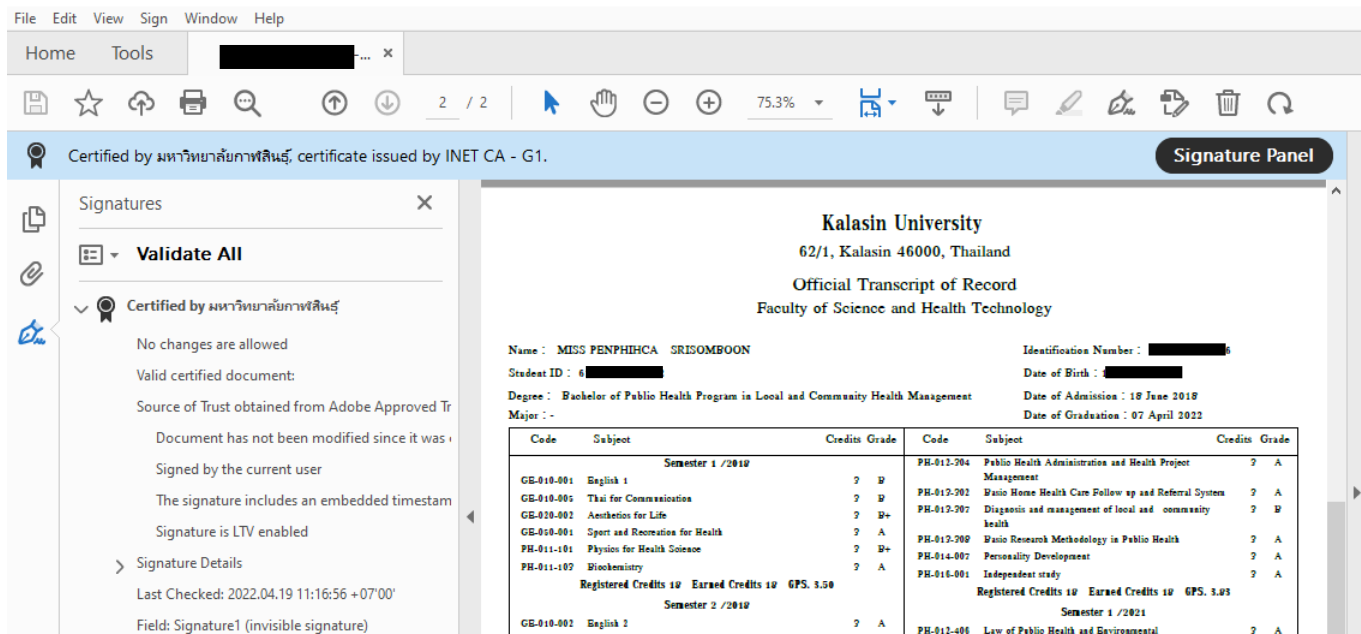 File Edit View Sign Window Help
Home Tools -...
2 / 2 75.3%
Certified by มหาวิทยาลัยกาฬสินธุ์, certificate issued by INET CA - G1.
Signature Panel
Signatures
Validate All
Certified by มหาวิทยาลัยกาฬสินธุ์
No changes are allowed
Valid certified document:
Source of Trust obtained from Adobe Approved Tr
Document has not been modified since it was
Signed by the current user
The signature includes an embedded timestam
Signature is LTV enabled
Signature Details
Last Checked: 2022.04.19 11:16:56 +07'00'
Field: Signature1 (invisible signature)
Kalasin University
62/1, Kalasin 46000, Thailand
Official Transcript of Record
Faculty of Science and Health Technology
Name : MISS PENPHIHCA SRISOMBOON
Identification Number : 6
Student ID : 6
Date of Birth : 1
Degree : Bachelor of Public Health Program in Local and Community Health Management
Date of Admission : 18 June 2018
Major : -
Date of Graduation : 07 April 2022
Code Subject Credits Grade
Semester 1 /2018
GE-010-001 English 1 B
GE-010-005 Thai for Communication B
GE-020-002 Aesthetics for Life B+
GE-050-001 Sport and Recreation for Health A
PH-011-101 Physics for Health Science B+
PH-011-102 Biochemistry A
Registered Credits 18 Earned Credits 18 GPS. 3.50
Semester 2 /2018
GE-010-002 English 2 A
Code Subject Credits Grade
PH-012-204 Public Health Administration and Health Project A
Management
PH-012-202 Basic Home Health Care Follow up and Referral System A
PH-012-207 Diagnosis and management of local and community B
health
PH-012-208 Basic Research Methodology in Public Health A
PH-014-007 Personality Development A
PH-016-001 Independent study A
Registered Credits 18 Earned Credits 18 GPS. 3.83
Semester 1 /2021
PH-012-406 Law of Public Health and Environmental A